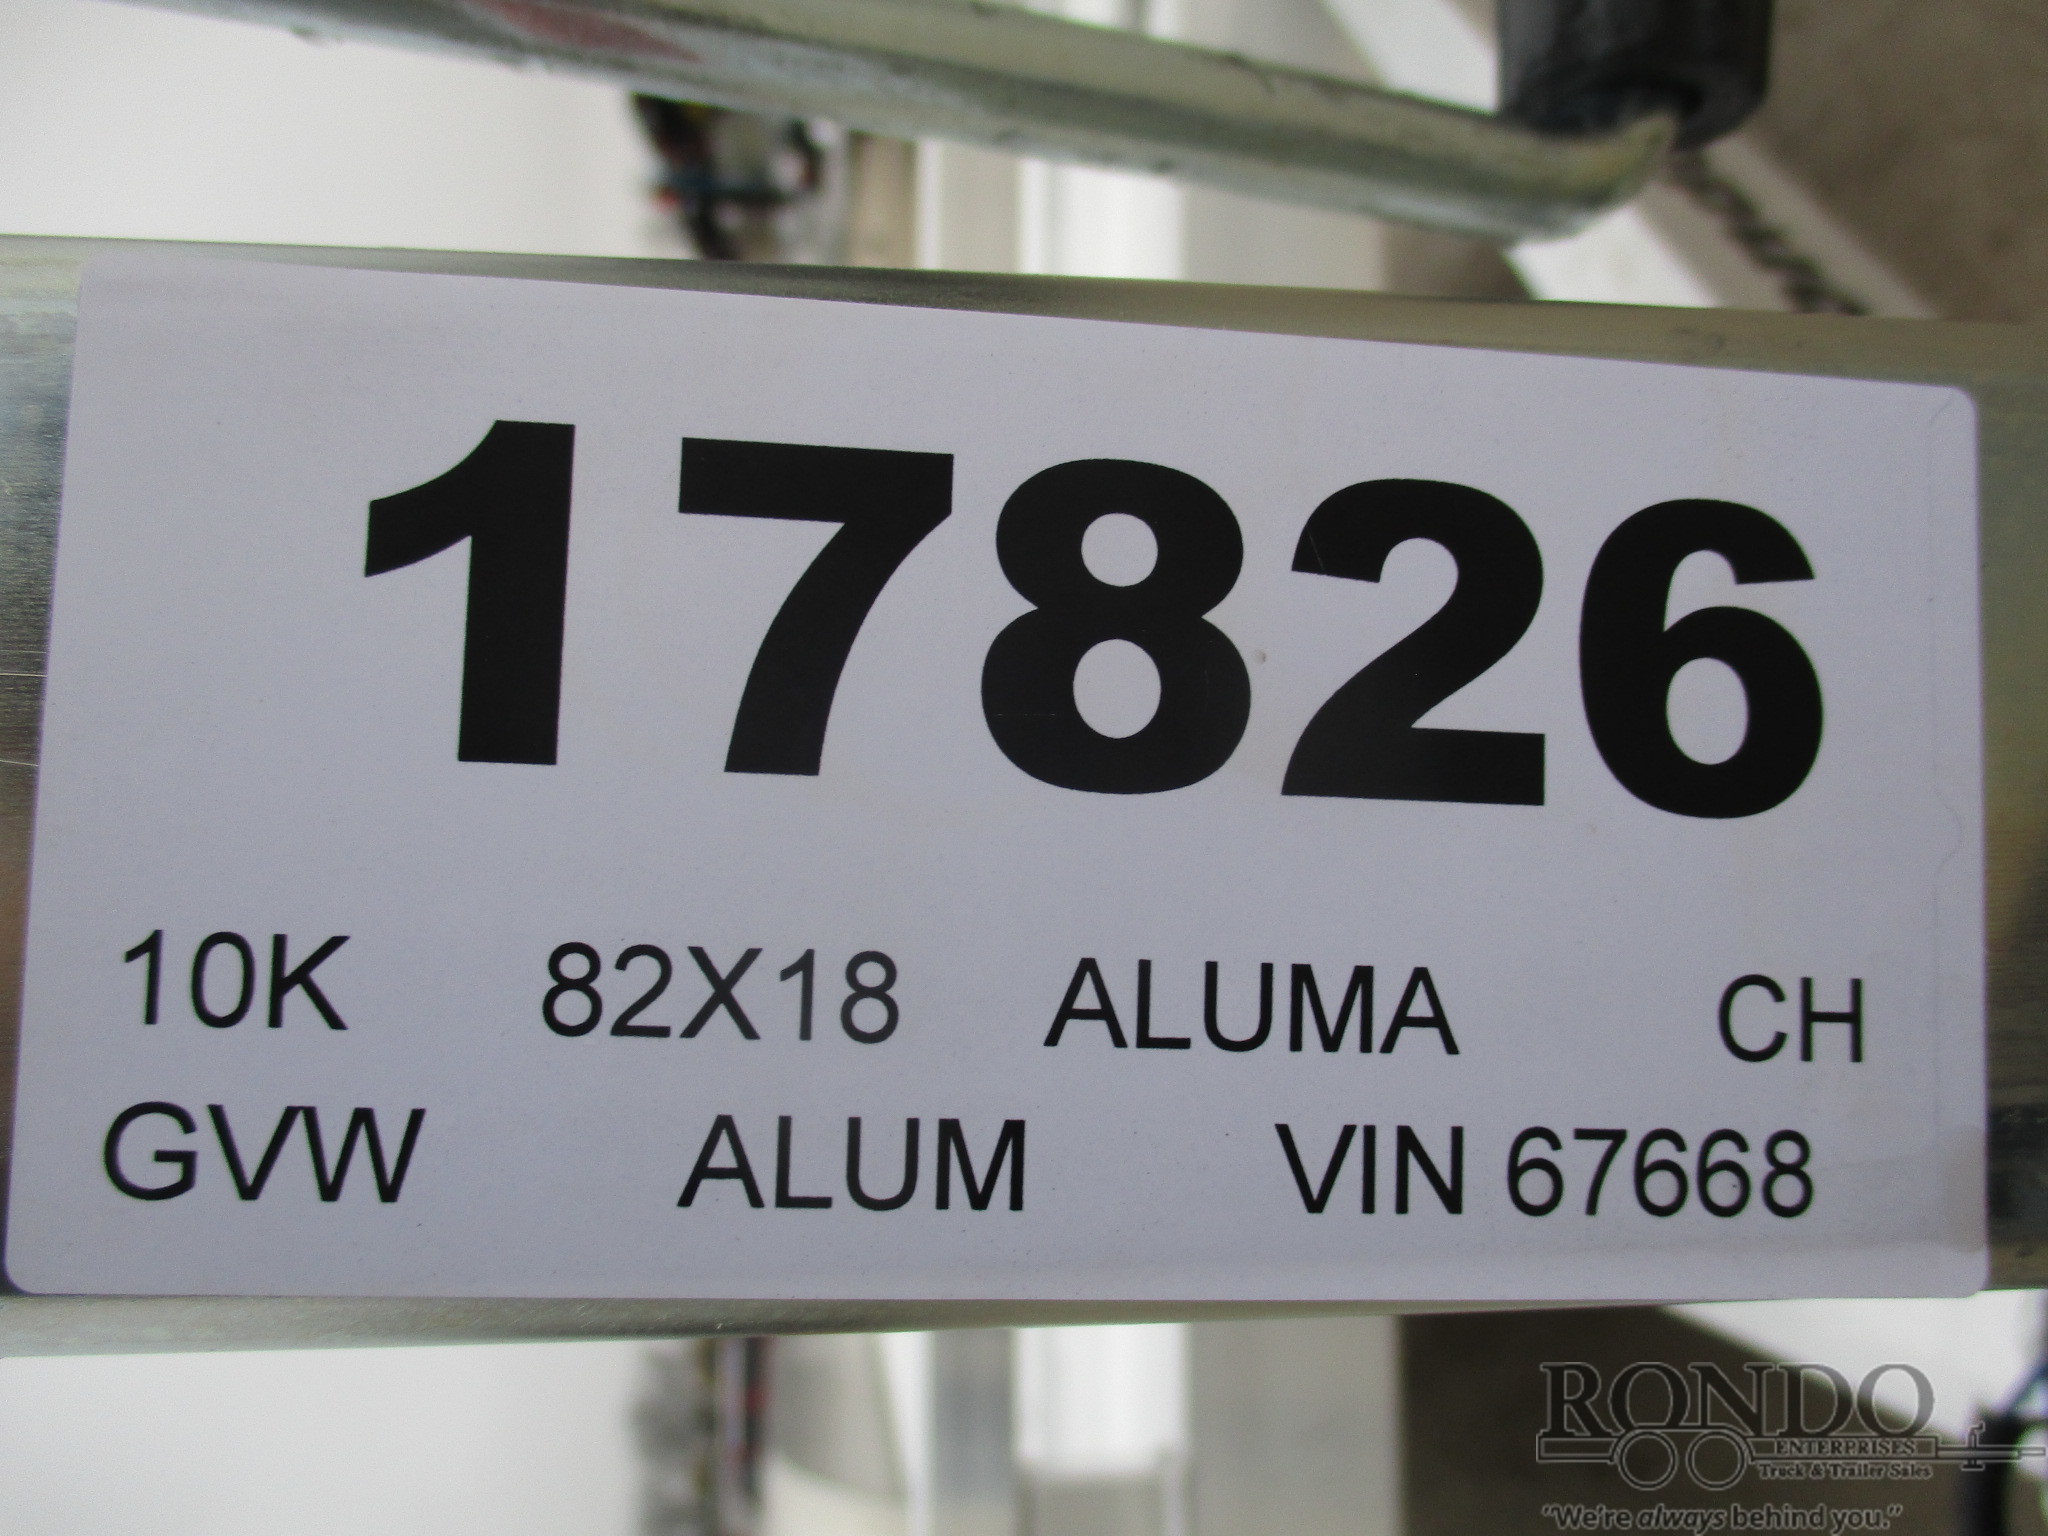 17826
10K 82X18 ALUMA CH
GVW ALUM VIN 67668
RONDO
ENTERPRISES
Truck & Trailer Sales
"We're always behind you."